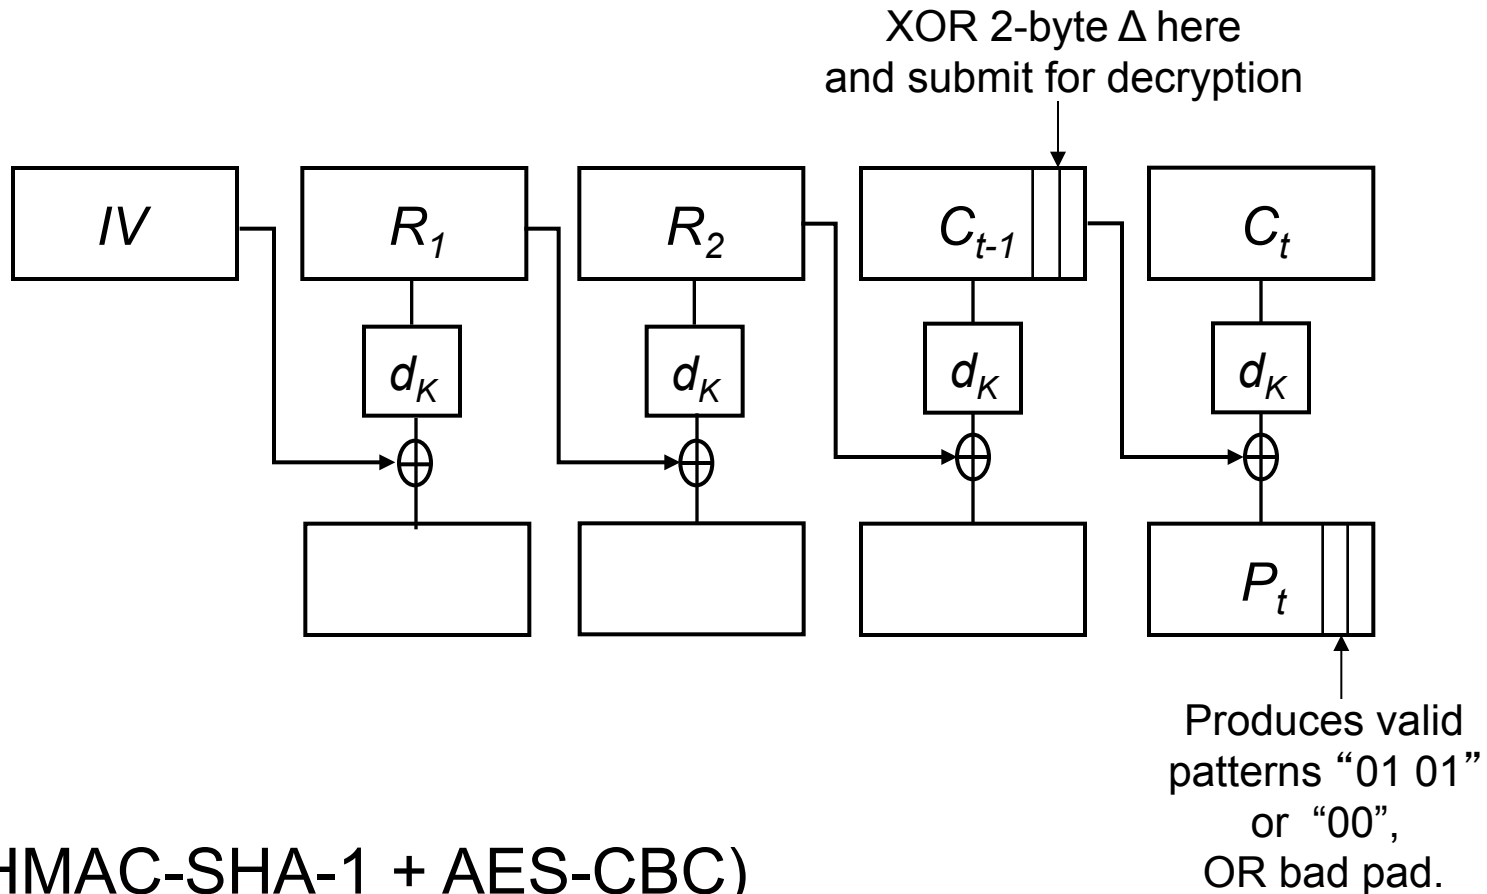 XOR 2-byte Δ here
and submit for decryption
IV
R1
R2
Ct-1
Ct
dK
dK
dK
dK
Pt
Produces valid
patterns “01 01”
or “00”,
OR bad pad.
HMAC-SHA-1 + AES-CBC)